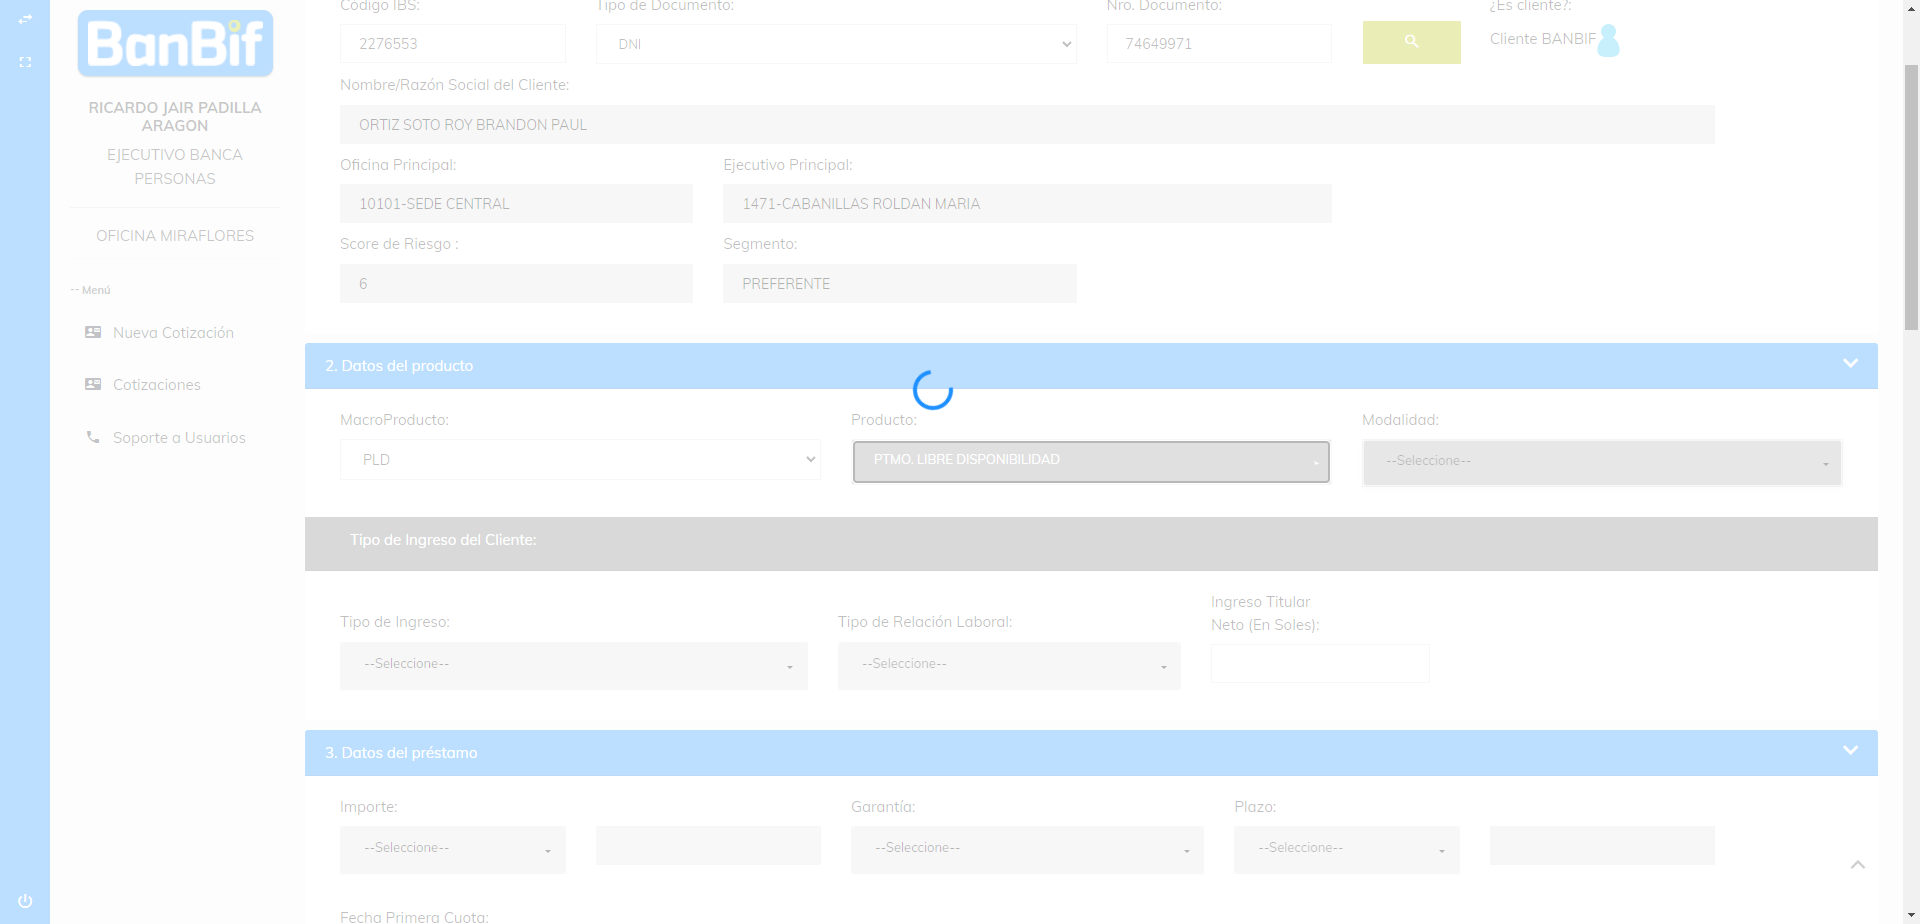 BanBif
RICARDO JAIR PADILLA
ARAGON
EJECUTIVO BANCA
PERSONAS
OFICINA MIRAFLORES
-- Menú
Nueva Cotización
Cotizaciones
Soporte a Usuarios
Código IBS:
Tipo de Documento:
Nro. Documento:
¿Es cliente?:
2276553
DNI
74649971
Cliente BANBIF
Nombre/Razón Social del Cliente:
ORTIZ SOTO ROY BRANDON PAUL
Oficina Principal:
Ejecutivo Principal:
10101-SEDE CENTRAL
1471-CABANILLAS ROLDAN MARIA
Score de Riesgo :
Segmento:
6
PREFERENTE
2. Datos del producto
MacroProducto:
Producto:
Modalidad:
PLD
PTMO. LIBRE DISPONIBILIDAD
--Seleccione--
Tipo de Ingreso del Cliente:
Tipo de Ingreso:
Tipo de Relación Laboral:
Ingreso Titular
Neto (En Soles):
--Seleccione--
--Seleccione--
3. Datos del préstamo
Importe:
Garantía:
Plazo:
--Seleccione--
--Seleccione--
--Seleccione--
Fecha Primera Cuota: